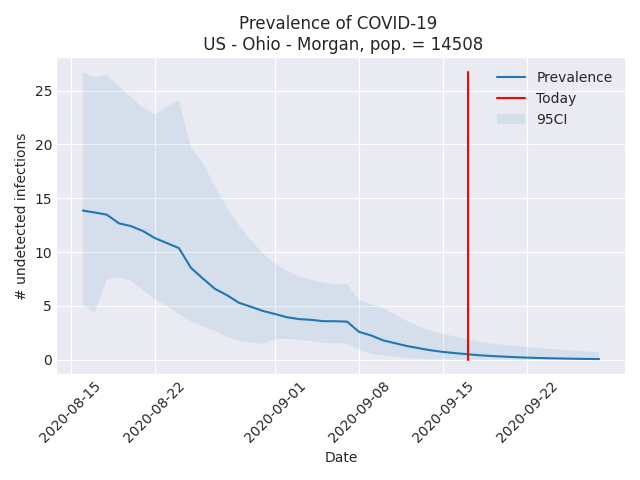 Prevalence of COVID-19
US - Ohio - Morgan, pop. = 14508
Prevalence
Today
95CI
# undetected infections
25
20
15
10
5
0
2020-08-15
2020-08-22
2020-09-01
2020-09-08
2020-09-15
2020-09-22
Date